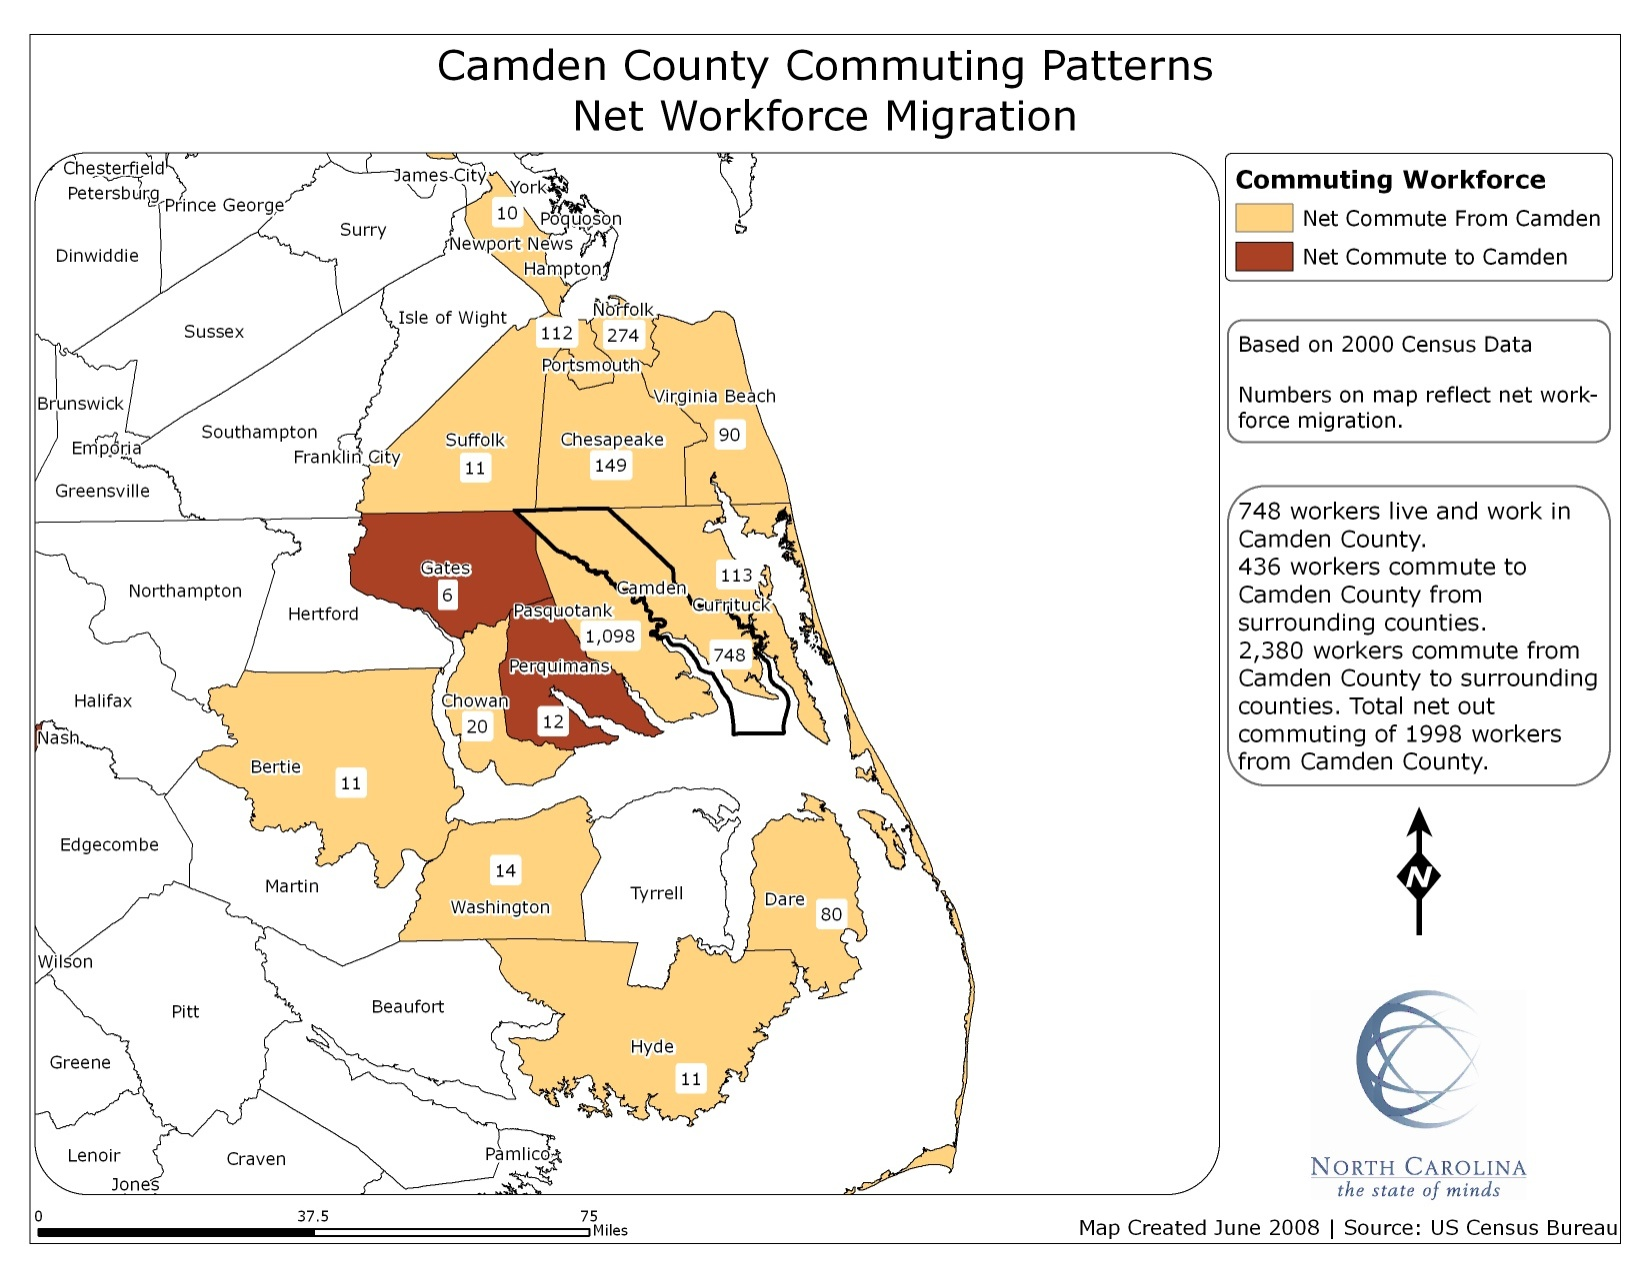 Camden County Commuting Patterns
Net Workforce Migration
Chesterfield
Petersburg
Prince George
Dinwiddie
Surry
James City
York
10
Poquoson
Newport News
Hampton
Sussex
Isle of Wight
Norfolk
112
274
Portsmouth
Brunswick
Virginia Beach
90
Southampton
Suffolk
11
Chesapeake
149
Emporia
Franklin City
Greensville
Northampton
Hertford
Gates
6
Camden
113
Currituck
Pasquotank
1,098
748
Perquimans
12
Halifax
Chowan
20
Nash
Bertie
11
Edgecombe
Martin
14
Washington
Tyrrell
Dare
80
Wilson
Pitt
Beaufort
Hyde
11
Greene
Lenoir
Craven
Pamlico
Jones
0
37.5
75
Miles
Commuting Workforce
Net Commute From Camden
Net Commute to Camden
Based on 2000 Census Data
Numbers on map reflect net work-
force migration.
748 workers live and work in
Camden County.
436 workers commute to
Camden County from
surrounding counties.
2,380 workers commute from
Camden County to surrounding
counties. Total net out
commuting of 1998 workers
from Camden County.
N
NORTH CAROLINA
the state of minds
Map Created June 2008 | Source: US Census Bureau